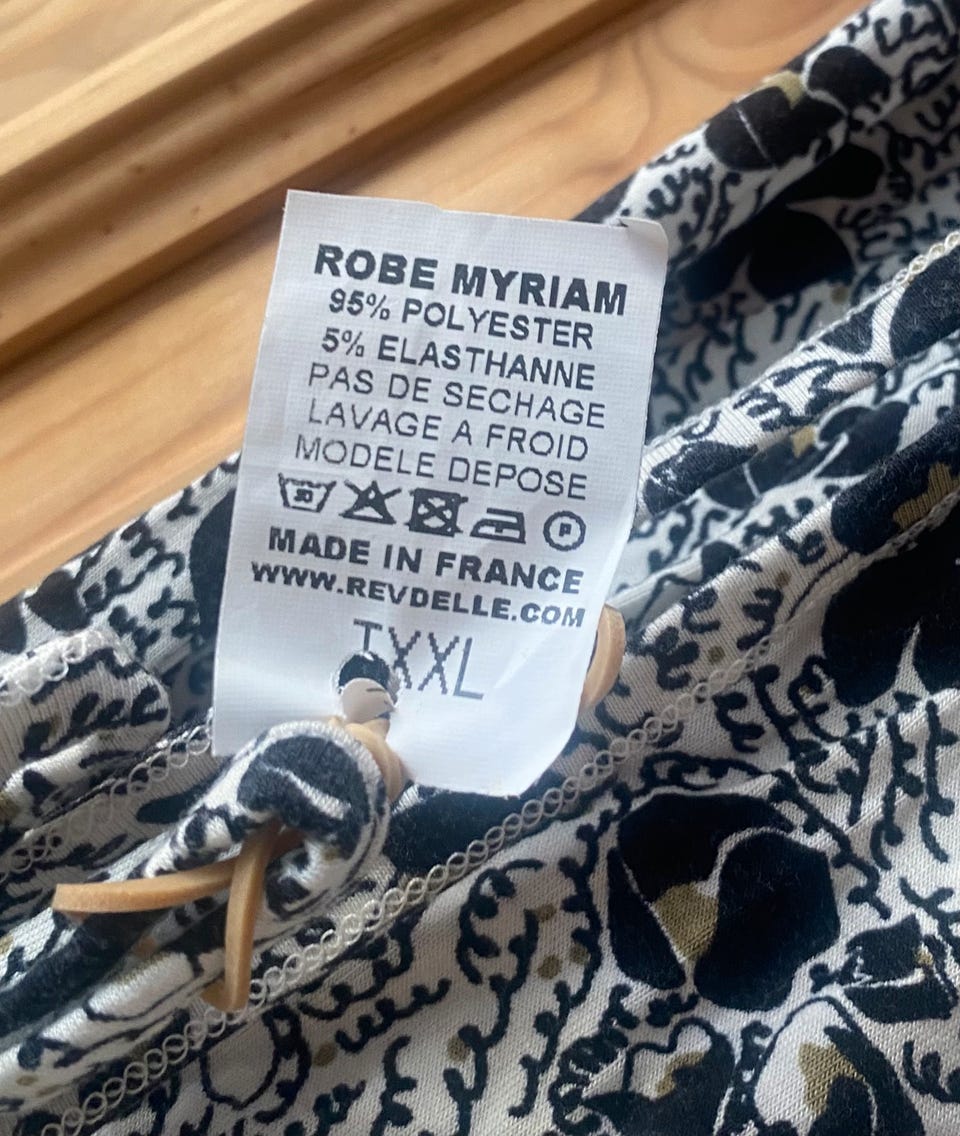 ROBE MYRIAM
95% POLYESTER
5% ELASTHANNE
PAS DE SECHAGE
LAVAGE A FROID
MODELE DEPOSE
30 P
MADE IN FRANCE
WWW.REVDELLE.COM
TXXL